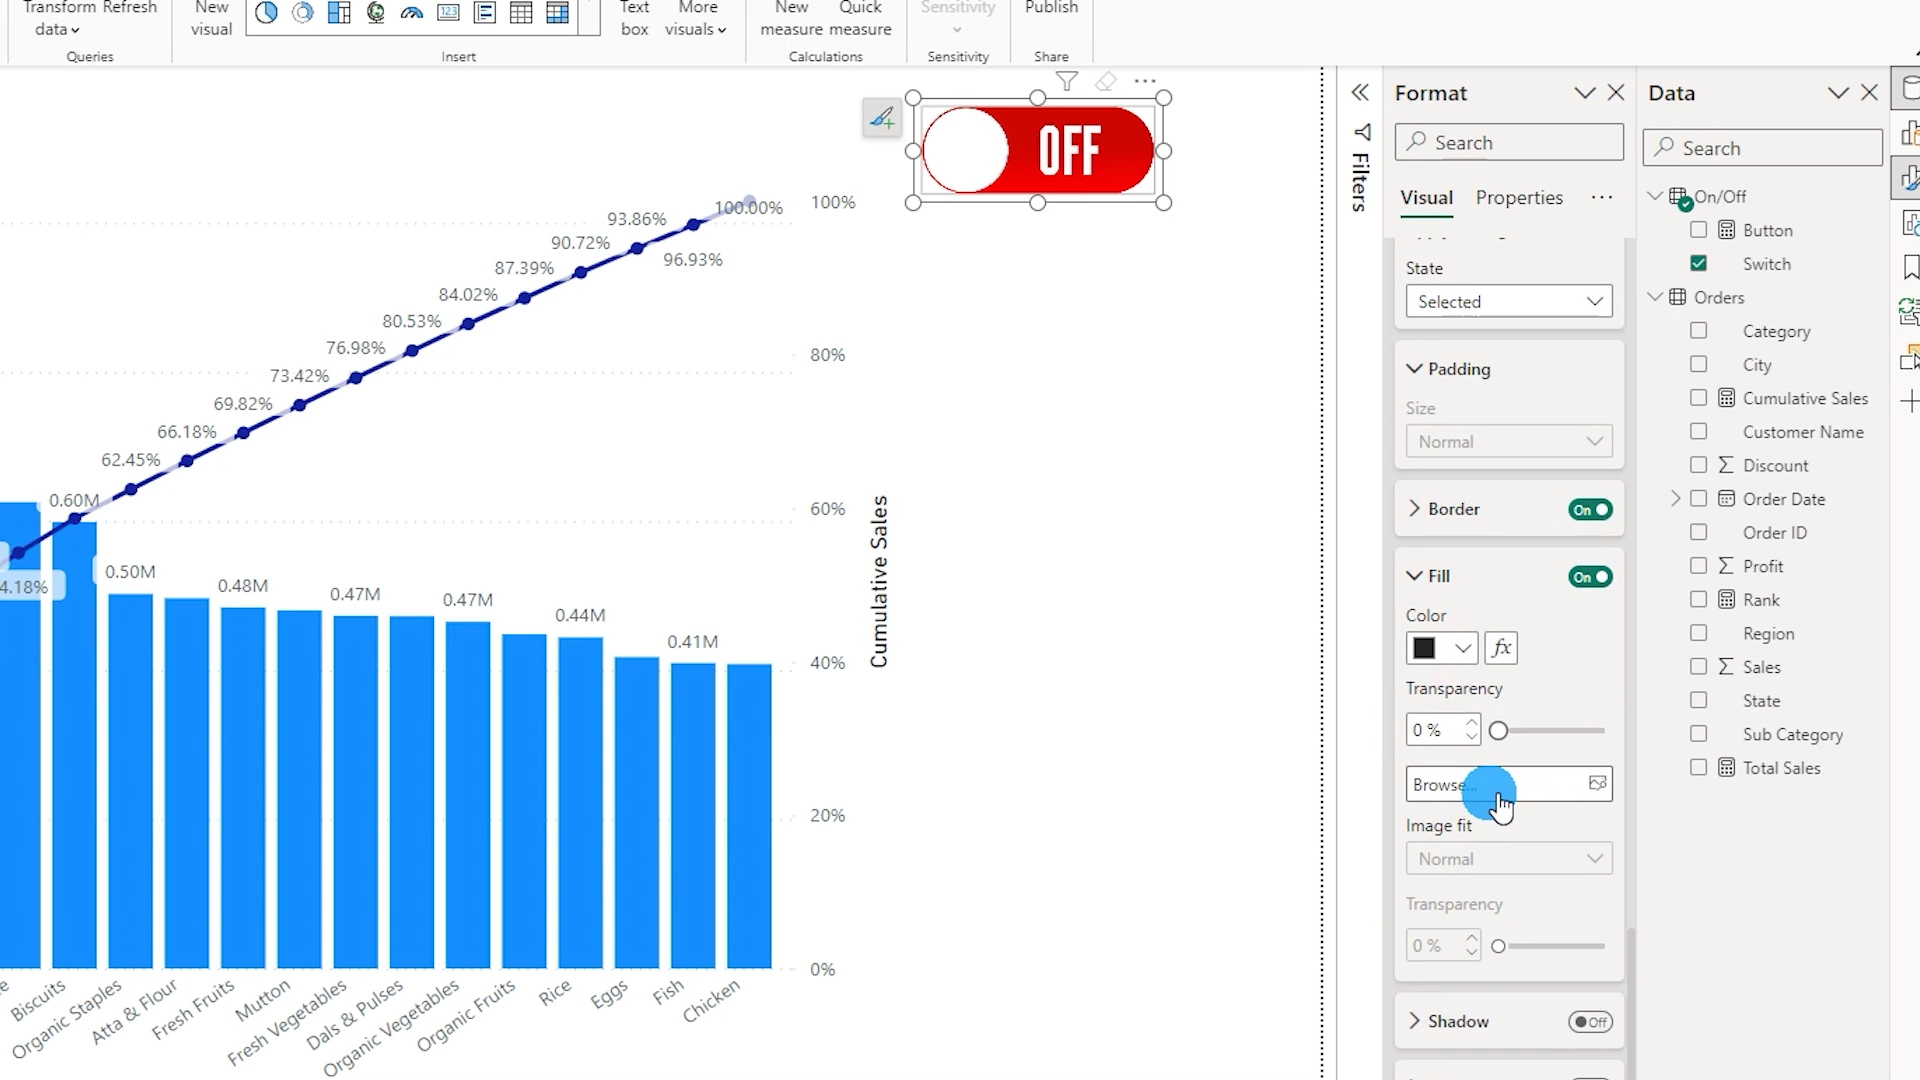 Transform Refresh
data
Queries
New
visual
Insert
Text
box
More
visuals
New
measure
Quick
measure
Calculations
Sensitivity
Sensitivity
Publish
Share
OFF
100.00%
93.86%
96.93%
90.72%
87.39%
84.02%
80.53%
76.98%
73.42%
69.82%
66.18%
62.45%
0.60M
4.18%
0.50M
0.48M
0.47M
0.47M
0.44M
0.41M
100%
80%
60%
40%
20%
0%
Cumulative Sales
Biscuits
Organic Staples
Atta & Flour
Fresh Fruits
Mutton
Fresh Vegetables
Dals & Pulses
Organic Vegetables
Organic Fruits
Rice
Eggs
Fish
Chicken
Filters
Format
Search
Visual
Properties
State
Selected
Padding
Size
Normal
Border
On
Fill
On
Color
fx
Transparency
0 %
Browse...
Image fit
Normal
Transparency
0 %
Shadow
Off
Data
Search
On/Off
Button
Switch
Orders
Category
City
Cumulative Sales
Customer Name
Discount
Order Date
Order ID
Profit
Rank
Region
Sales
State
Sub Category
Total Sales